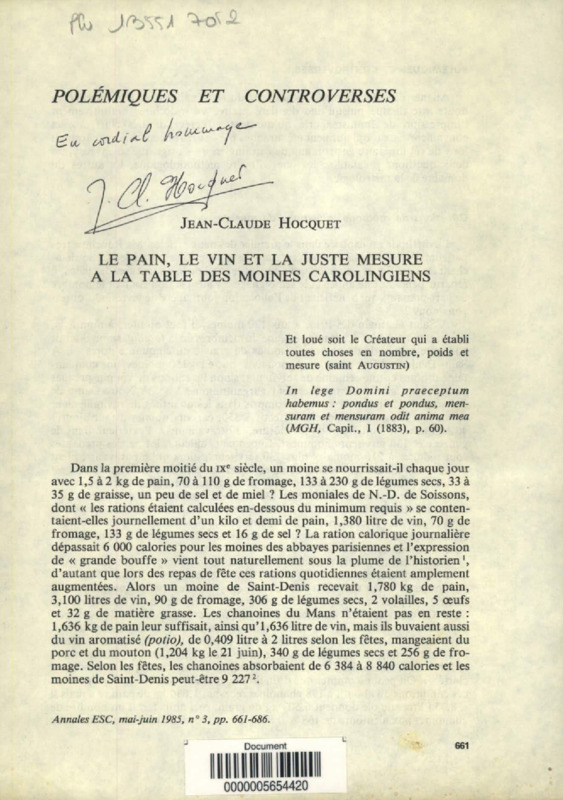 PCu 13551 7052
POLÉMIQUES ET CONTROVERSES
En cordial hommage
J. Cl. Hocquet
JEAN-CLAUDE HOCQUET
LE PAIN, LE VIN ET LA JUSTE MESURE
A LA TABLE DES MOINES CAROLINGIENS
Et loué soit le Créateur qui a établi
toutes choses en nombre, poids et
mesure (saint AUGUSTIN)
In lege Domini praeceptum
habemus : pondus et pondus, men-
suram et mensuram odit anima mea
(MGH, Capit., I (1883), p. 60).
Dans la première moitié du IXe siècle, un moine se nourrissait-il chaque jour
avec 1,5 à 2 kg de pain, 70 à 110 g de fromage, 133 à 230 g de légumes secs, 33 à
35 g de graisse, un peu de sel et de miel ? Les moniales de N.-D. de Soissons,
dont « les rations étaient calculées en-dessous du minimum requis » se conten-
taient-elles journellement d'un kilo et demi de pain, 1,380 litre de vin, 70 g de
fromage, 133 g de légumes secs et 16 g de sel ? La ration calorique journalière
dépassait 6 000 calories pour les moines des abbayes parisiennes et l'expression
de « grande bouffe » vient tout naturellement sous la plume de l'historien¹,
d'autant que lors des repas de fête ces rations quotidiennes étaient amplement
augmentées. Alors un moine de Saint-Denis recevait 1,780 kg de pain,
3,100 litres de vin, 90 g de fromage, 306 g de légumes secs, 2 volailles, 5 œufs
et 32 g de matière grasse. Les chanoines du Mans n'étaient pas en reste :
1,636 kg de pain leur suffisait, ainsi qu'1,636 litre de vin, mais ils buvaient aussi
du vin aromatisé (potio), de 0,409 litre à 2 litres selon les fêtes, mangeaient du
porc et du mouton (1,204 kg le 21 juin), 340 g de légumes secs et 256 g de fro-
mage. Selon les fêtes, les chanoines absorbaient de 6 384 à 8 840 calories et les
moines de Saint-Denis peut-être 9 227².
Annales ESC, mai-juin 1985, n° 3, pp. 661-686.
661
Document
0000005654420